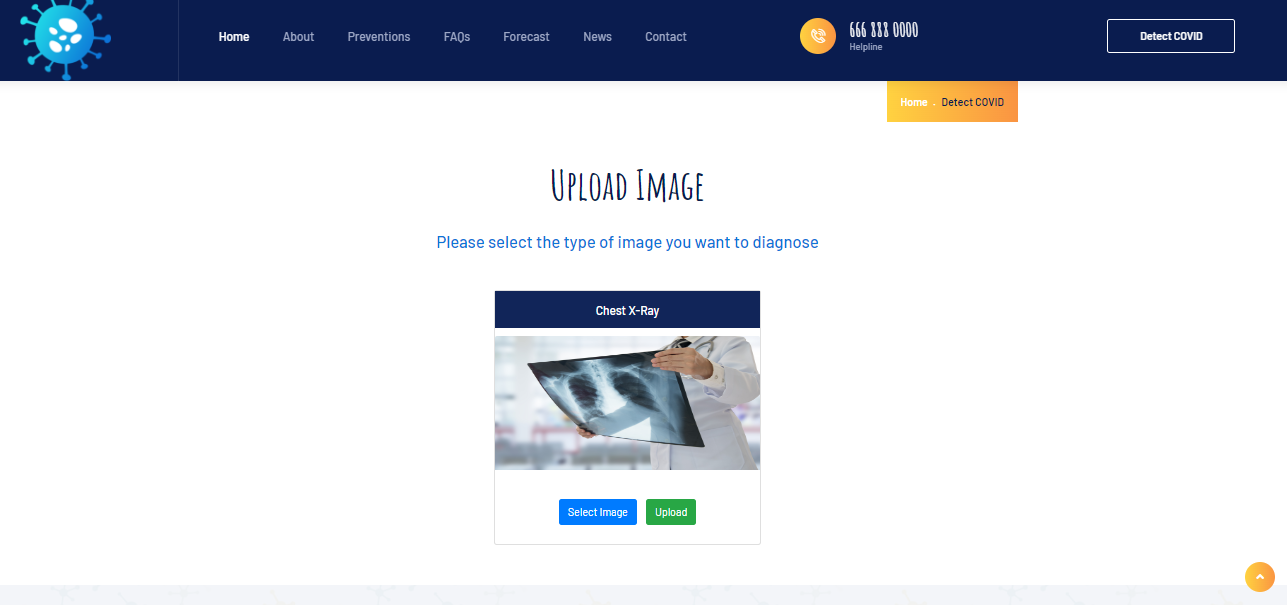 Home About Preventions FAQs Forecast News Contact
666 888 0000
Helpline
Detect COVID
Home . Detect COVID
Upload Image
Please select the type of image you want to diagnose
Chest X-Ray
Select Image Upload